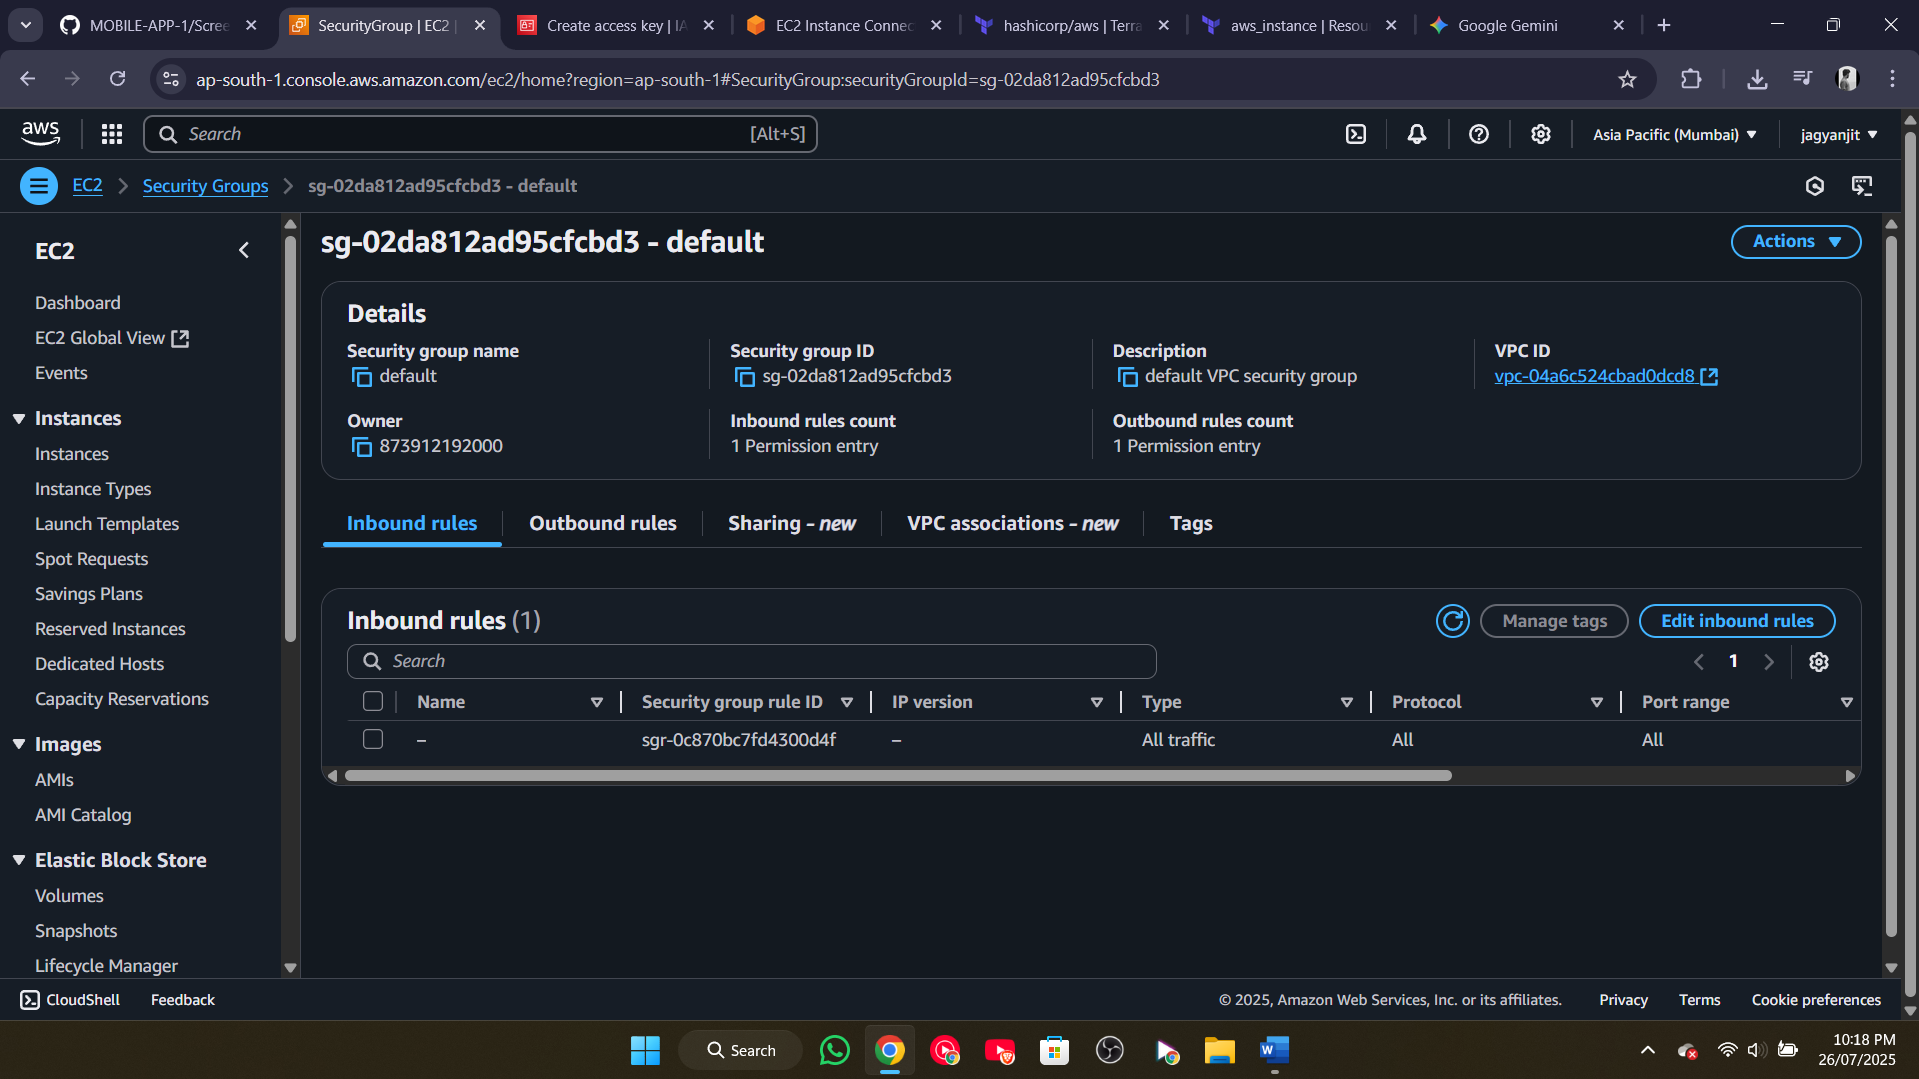 MOBILE-APP-1/Scree
SecurityGroup | EC2 |
Create access key | IA
EC2 Instance Connec
hashicorp/aws | Terra
aws_instance | Resou
Google Gemini
ap-south-1.console.aws.amazon.com/ec2/home?region=ap-south-1#SecurityGroup:securityGroupId=sg-02da812ad95cfcbd3
aws
Search
[Alt+S]
Asia Pacific (Mumbai)
jagyanjit
EC2
Security Groups
sg-02da812ad95cfcbd3 - default
EC2
Dashboard
EC2 Global View
Events
Instances
Instances
Instance Types
Launch Templates
Spot Requests
Savings Plans
Reserved Instances
Dedicated Hosts
Capacity Reservations
Images
AMIs
AMI Catalog
Elastic Block Store
Volumes
Snapshots
Lifecycle Manager
sg-02da812ad95cfcbd3 - default
Actions
Details
Security group name
default
Security group ID
sg-02da812ad95cfcbd3
Description
default VPC security group
VPC ID
vpc-04a6c524cbad0dcd8
Owner
873912192000
Inbound rules count
1 Permission entry
Outbound rules count
1 Permission entry
Inbound rules
Outbound rules
Sharing - new
VPC associations - new
Tags
Inbound rules (1)
Manage tags
Edit inbound rules
Search
1
Name
Security group rule ID
IP version
Type
Protocol
Port range
–
sgr-0c870bc7fd4300d4f
–
All traffic
All
All
CloudShell
Feedback
© 2025, Amazon Web Services, Inc. or its affiliates.
Privacy
Terms
Cookie preferences
Search
10:18 PM
26/07/2025